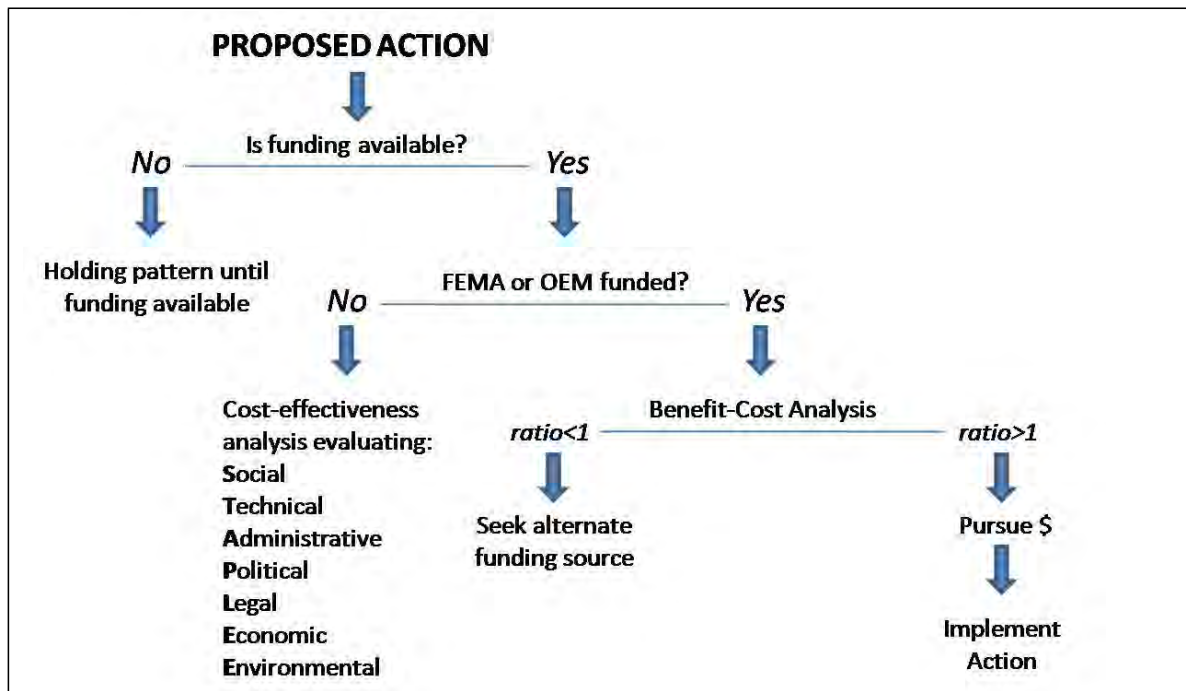 PROPOSED ACTION
Is funding available?
No
Yes
Holding pattern until
funding available
FEMA or OEM funded?
No
Yes
Cost-effectiveness
analysis evaluating:
Social
Technical
Administrative
Political
Legal
Economic
Environmental
Benefit-Cost Analysis
ratio<1
ratio>1
Seek alternate
funding source
Pursue $
Implement
Action